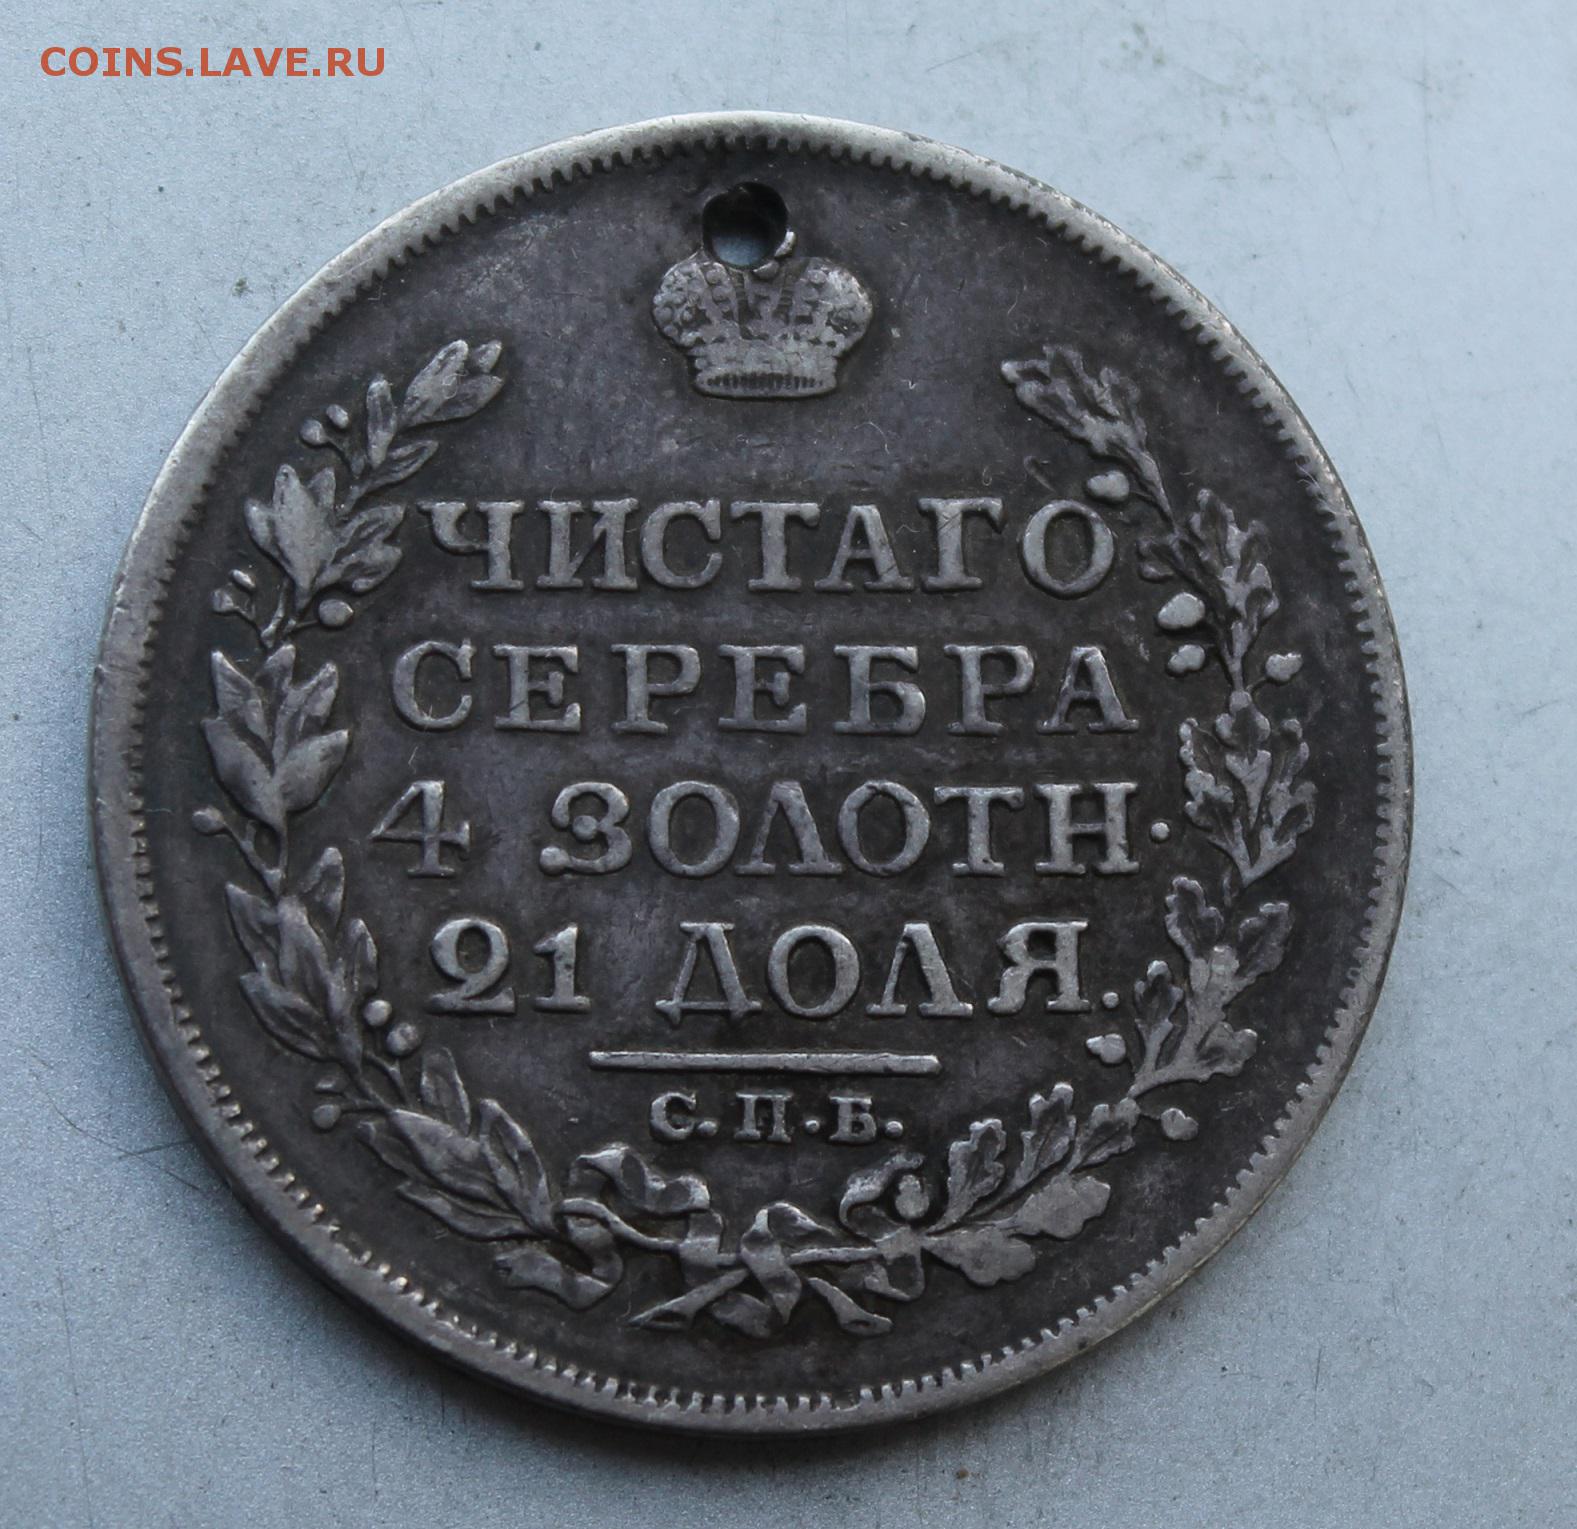 COINS.LAVE.RU
ЧИСТАГО
СЕРЕБРА
4 ЗОЛОТН.
21 ДОЛЯ.
С.П.Б.